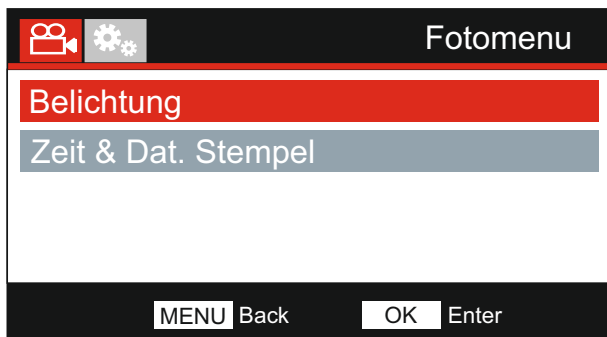 Fotomenu
Belichtung
Zeit & Dat. Stempel
MENU Back OK Enter